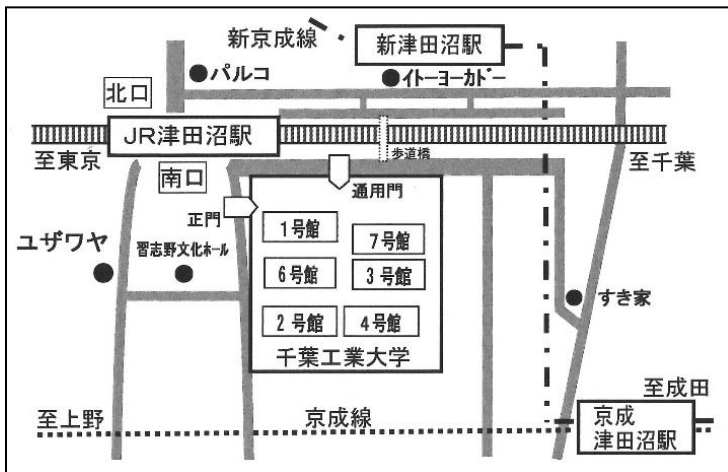 新京成線
新津田沼駅
パルコ
イトーヨーカドー
北口
JR津田沼駅
歩道橋
至東京
至千葉
南口
通用門
正門
1号館
7号館
ユザワヤ
習志野文化ホール
6号館
3号館
すき家
2号館
4号館
千葉工業大学
至成田
至上野
京成線
京成
津田沼駅